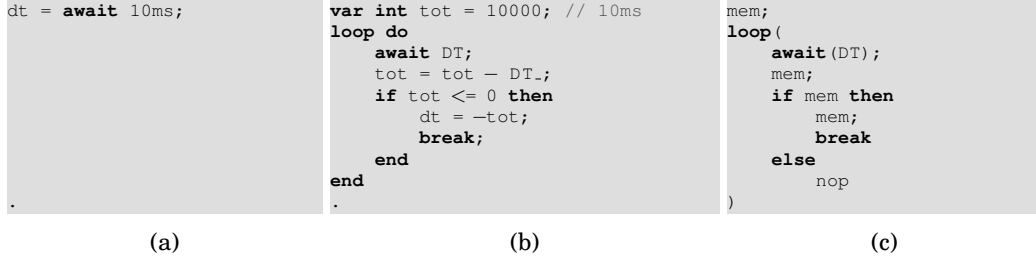 dt = await 10ms;
.
(a)
var int tot = 10000; // 10ms
loop do
await DT;
tot = tot − DT_;
if tot <= 0 then
dt = −tot;
break;
end
end
.
(b)
mem;
loop(
await(DT);
mem;
if mem then
mem;
break
else
nop
)
(c)